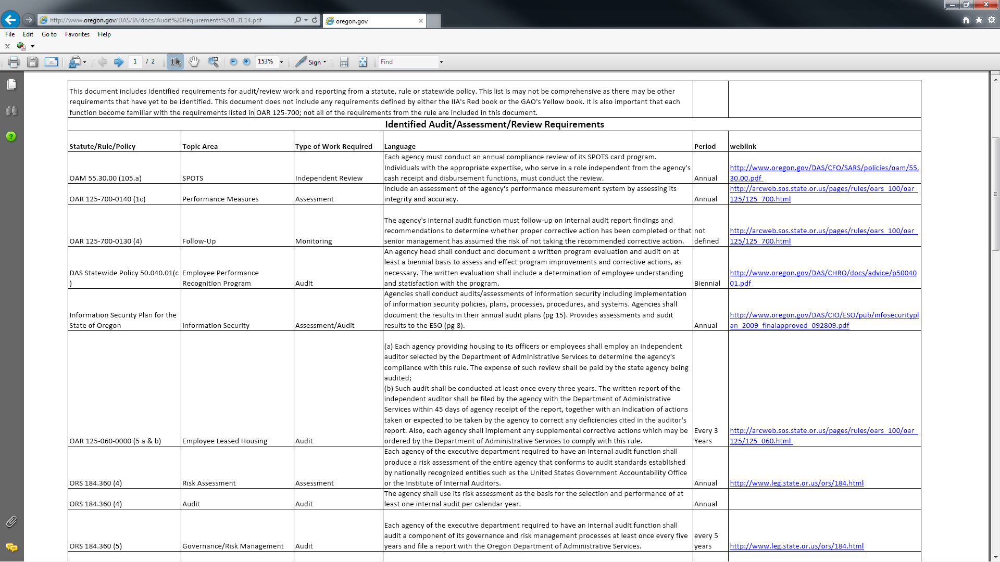 http://www.oregon.gov/DAS/IA/docs/Audit%20Requirements%201.31.14.pdf
oregon.gov
File Edit Go to Favorites Help
1 / 2 153% Sign Find
This document includes identified requirements for audit/review work and reporting from a statute, rule or statewide policy. This list is may not be comprehensive as there may be other
requirements that have yet to be identified. This document does not include any requirements defined by either the IIA's Red book or the GAO's Yellow book. It is also important that each
function become familiar with the requirements listed in OAR 125-700; not all of the requirements from the rule are included in this document.
Identified Audit/Assessment/Review Requirements
Statute/Rule/Policy Topic Area Type of Work Required Language Period weblink
Each agency must conduct an annual compliance review of its SPOTS card program.
Individuals with the appropriate expertise, who serve in a role independent from the agency's http://www.oregon.gov/DAS/CFO/SARS/policies/oam/55.
OAM 55.30.00 (105.a) SPOTS Independent Review cash receipt and disbursement functions, must conduct the review. Annual 30.00.pdf
Include an assessment of the agency's performance measurement system by assessing its http://arcweb.sos.state.or.us/pages/rules/oars_100/oar_
OAR 125-700-0140 (1c) Performance Measures Assessment integrity and accuracy. Annual 125/125_700.html
The agency's internal audit function must follow-up on internal audit report findings and
recommendations to determine whether proper corrective action has been completed or that not http://arcweb.sos.state.or.us/pages/rules/oars_100/oar_
OAR 125-700-0130 (4) Follow-Up Monitoring senior management has assumed the risk of not taking the recommended corrective action. defined 125/125_700.html
An agency head shall conduct and document a written program evaluation and audit on at
least a biennial basis to assess and effect program improvements and corrective actions, as
DAS Statewide Policy 50.040.01(c Employee Performance necessary. The written evaluation shall include a determination of employee understanding http://www.oregon.gov/DAS/CHRO/docs/advice/p50040
) Recognition Program Audit and statisfaction with the program. Biennial 01.pdf
Agencies shall conduct audits/assessments of information security including implementation
of information security policies, plans, processes, procedures, and systems. Agencies shall
Information Security Plan for the document the results in their annual audit plans (pg 15). Provides assessments and audit http://www.oregon.gov/DAS/CIO/ESO/pub/infosecuritypl
State of Oregon Information Security Assessment/Audit results to the ESO (pg 8). Annual an_2009_finalapproved_092809.pdf
(a) Each agency providing housing to its officers or employees shall employ an independent
auditor selected by the Department of Administrative Services to determine the agency's
compliance with this rule. The expense of such review shall be paid by the state agency being
audited;
(b) Such audit shall be conducted at least once every three years. The written report of the
independent auditor shall be filed by the agency with the Department of Administrative
Services within 45 days of agency receipt of the report, together with an indication of actions
taken or expected to be taken by the agency to correct any deficiencies cited in the auditor's
report. Also, each agency shall implement any supplemental corrective actions which may be Every 3 http://arcweb.sos.state.or.us/pages/rules/oars_100/oar_
OAR 125-060-0000 (5 a & b) Employee Leased Housing Audit ordered by the Department of Administrative Services to comply with this rule. Years 125/125_060.html
Each agency of the executive department required to have an internal audit function shall
produce a risk assessment of the entire agency that conforms to audit standards established
by nationally recognized entities such as the United States Government Accountability Office
ORS 184.360 (4) Risk Assessment Assessment or the Institute of Internal Auditors. Annual http://www.leg.state.or.us/ors/184.html
The agency shall use its risk assessment as the basis for the selection and performance of at
ORS 184.360 (4) Audit Audit least one internal audit per calendar year. Annual
Each agency of the executive department required to have an internal audit function shall
audit a component of its governance and risk management processes at least once every five every 5
ORS 184.360 (5) Governance/Risk Management Audit years and file a report with the Oregon Department of Administrative Services. years http://www.leg.state.or.us/ors/184.html